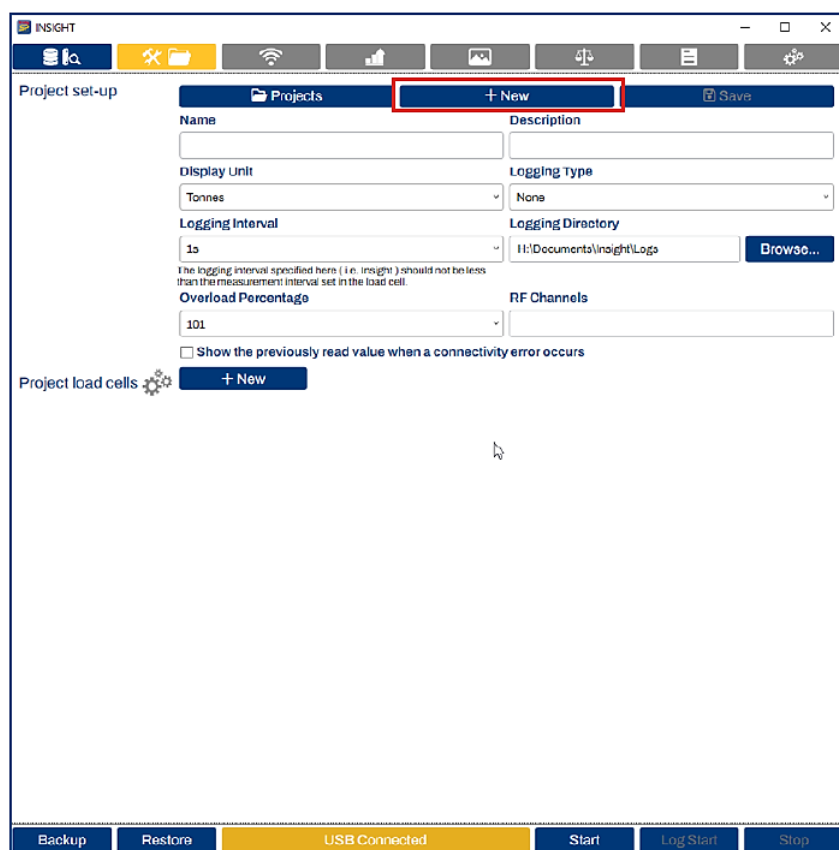 INSIGHT
Project set-up
Projects
+ New
Save
Name
Description
Display Unit
Logging Type
Tonnes
None
Logging Interval
Logging Directory
1s
H:\Documents\Insight\Logs
Browse...
The logging interval specified here ( i.e. Insight ) should not be less
than the measurement interval set in the load cell.
Overload Percentage
RF Channels
101
Show the previously read value when a connectivity error occurs
Project load cells
+ New
Backup
Restore
USB Connected
Start
Log Start
Stop